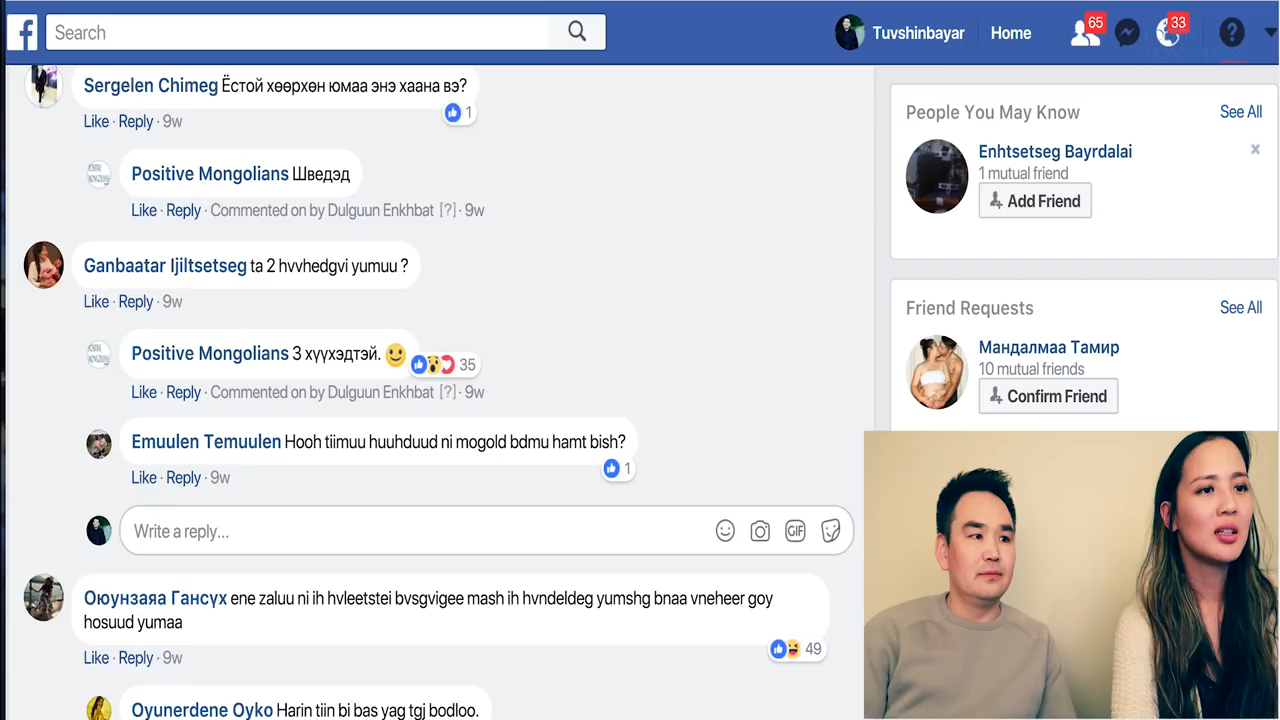 Search
Tuvshinbayar
Home
65
33
Sergelen Chimeg Ёстой хөөрхөн юмаа энэ хаана вэ?
1
Like · Reply · 9w
Positive Mongolians Шведэд
Like · Reply · Commented on by Dulguun Enkhbat [?] · 9w
Ganbaatar Ijiltsetseg ta 2 hvvhedgvi yumuu ?
Like · Reply · 9w
Positive Mongolians 3 хүүхэдтэй.
35
Like · Reply · Commented on by Dulguun Enkhbat [?] · 9w
Emuulen Temuulen Hooh tiimuu huuhduud ni mogold bdmu hamt bish?
1
Like · Reply · 9w
Write a reply...
GIF
Оюунзаяа Гансүх ene zaluu ni ih hvleetstei bvsgvigee mash ih hvndeldeg yumshg bnaa vneheer goy
hosuud yumaa
49
Like · Reply · 9w
Oyunerdene Oyko Harin tiin bi bas yag tgj bodloo.
People You May Know
See All
Enhtsetseg Bayrdalai
1 mutual friend
Add Friend
Friend Requests
See All
Мандалмаа Тамир
10 mutual friends
Confirm Friend